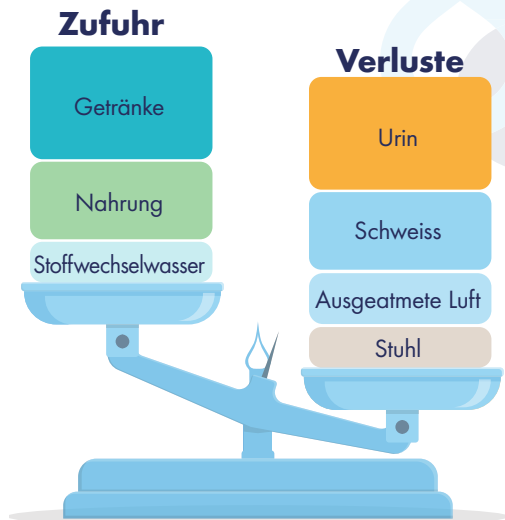 Zufuhr
Getränke
Nahrung
Stoffwechselwasser
Verluste
Urin
Schweiss
Ausgeatmete Luft
Stuhl